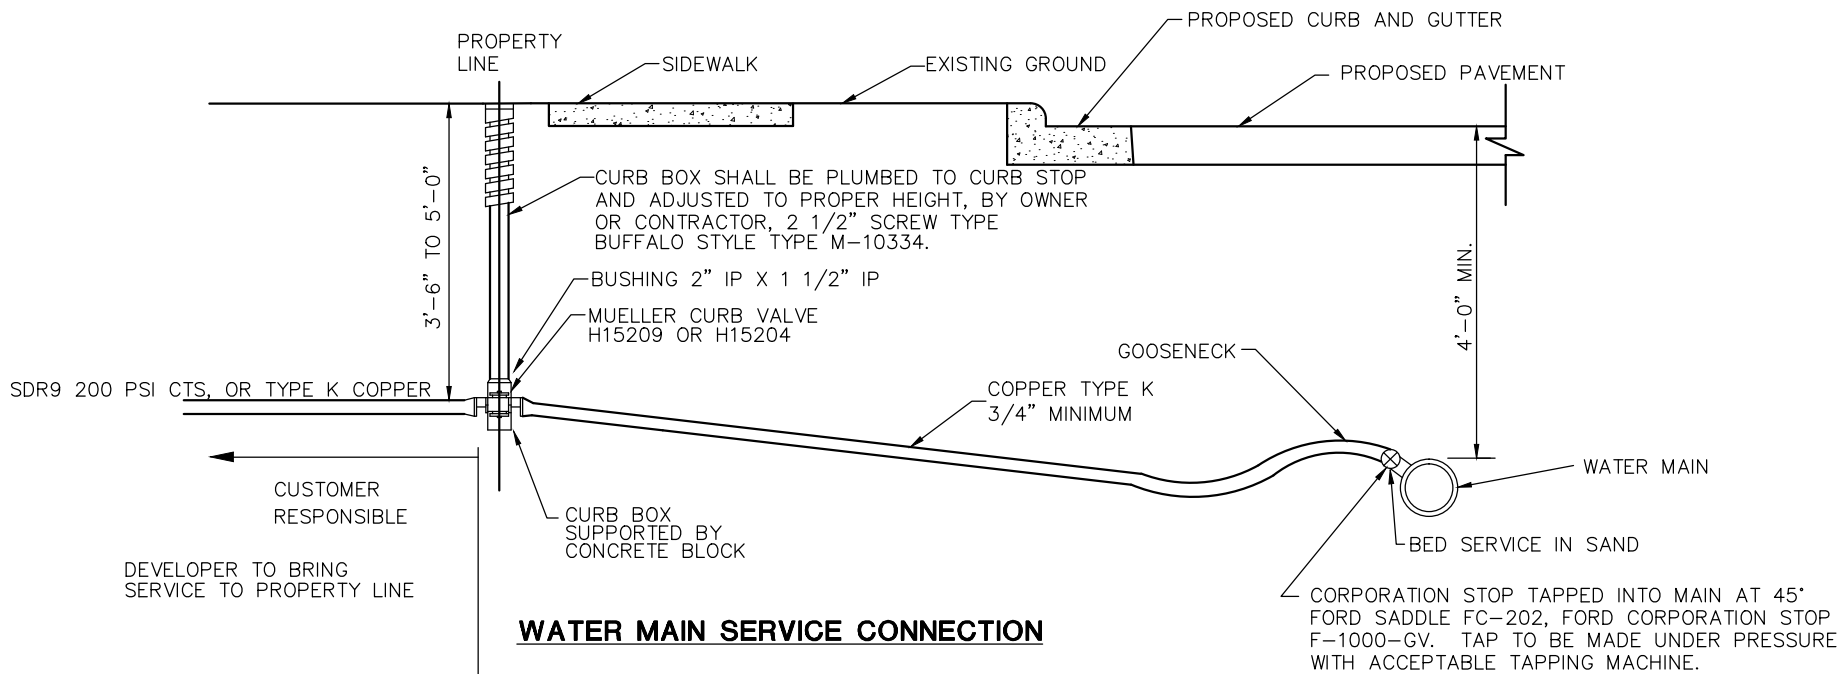 PROPOSED CURB AND GUTTER
PROPERTY
LINE
SIDEWALK
EXISTING GROUND
PROPOSED PAVEMENT
3'-6" TO 5'-0"
CURB BOX SHALL BE PLUMBED TO CURB STOP
AND ADJUSTED TO PROPER HEIGHT, BY OWNER
OR CONTRACTOR, 2 1/2" SCREW TYPE
BUFFALO STYLE TYPE M-10334.
4'-0" MIN.
BUSHING 2" IP X 1 1/2" IP
MUELLER CURB VALVE
H15209 OR H15204
GOOSENECK
SDR9 200 PSI CTS, OR TYPE K COPPER
COPPER TYPE K
3/4" MINIMUM
WATER MAIN
CUSTOMER
RESPONSIBLE
CURB BOX
SUPPORTED BY
CONCRETE BLOCK
BED SERVICE IN SAND
DEVELOPER TO BRING
SERVICE TO PROPERTY LINE
CORPORATION STOP TAPPED INTO MAIN AT 45°
FORD SADDLE FC-202, FORD CORPORATION STOP
F-1000-GV. TAP TO BE MADE UNDER PRESSURE
WITH ACCEPTABLE TAPPING MACHINE.
WATER MAIN SERVICE CONNECTION